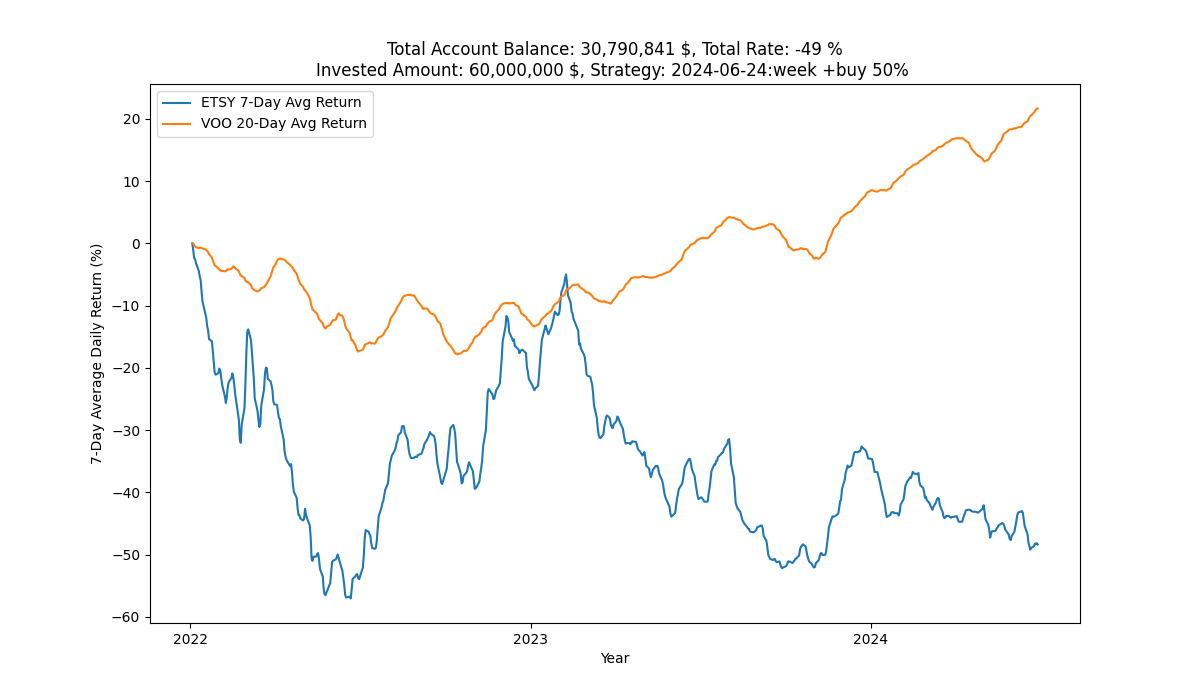 Total Account Balance: 30,790,841 $, Total Rate: -49 %
Invested Amount: 60,000,000 $, Strategy: 2024-06-24:week +buy 50%
ETSY 7-Day Avg Return
VOO 20-Day Avg Return
7-Day Average Daily Return (%)
20
10
0
−10
−20
−30
−40
−50
−60
2022
2023
2024
Year